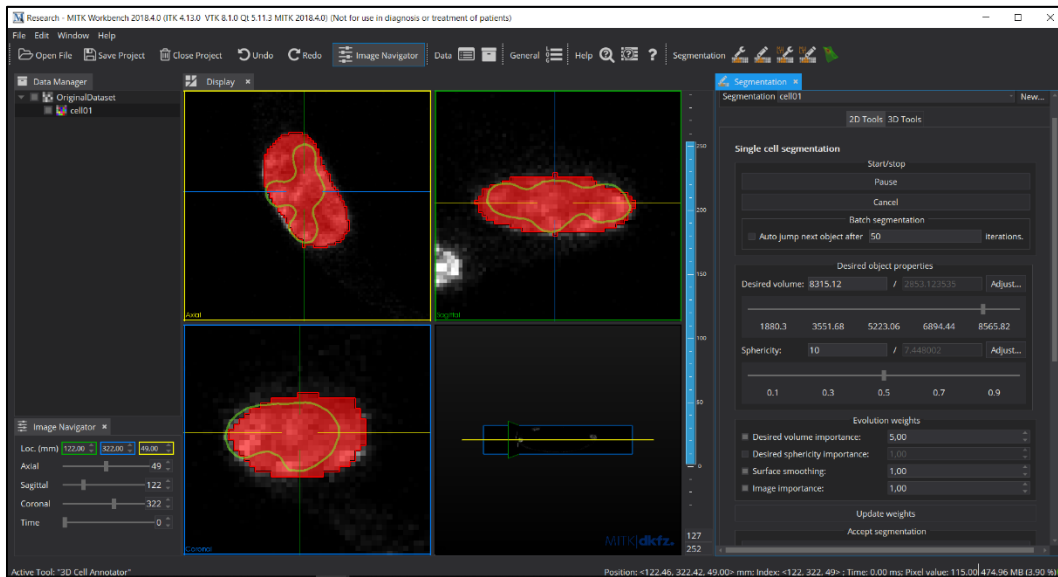 Research - MITK Workbench 2018.4.0 (ITK 4.13.0 VTK 8.1.0 Qt 5.11.3 MITK 2018.4.0) (Not for use in diagnosis or treatment of patients)
File Edit Window Help
Open File Save Project Close Project Undo Redo Image Navigator Data General Help ? Segmentation
Data Manager
OriginalDataset
cell01
Display ×
Axial
Sagittal
Coronal
MITK|dkfz.
250
200
150
100
50
0
127
252
Segmentation ×
Segmentation cell01 New...
2D Tools 3D Tools
Single cell segmentation
Start/stop
Pause
Cancel
Batch segmentation
Auto jump next object after 50 iterations.
Desired object properties
Desired volume: 8315.12 / 2853.123535 Adjust...
1880.3 3551.68 5223.06 6894.44 8565.82
Sphericity: 10 / 7.448002 Adjust...
0.1 0.3 0.5 0.7 0.9
Evolution weights
Desired volume importance: 5,00
Desired sphericity importance: 1,00
Surface smoothing: 1,00
Image importance: 1,00
Update weights
Accept segmentation
Image Navigator ×
Loc. (mm) 122,00 322,00 49,00
Axial 49
Sagittal 122
Coronal 322
Time 0
Active Tool: "3D Cell Annotator"
Position: <122.46, 322.42, 49.00> mm; Index: <122, 322, 49> ; Time: 0.00 ms; Pixel value: 115.00 474.96 MB (3.90 %)